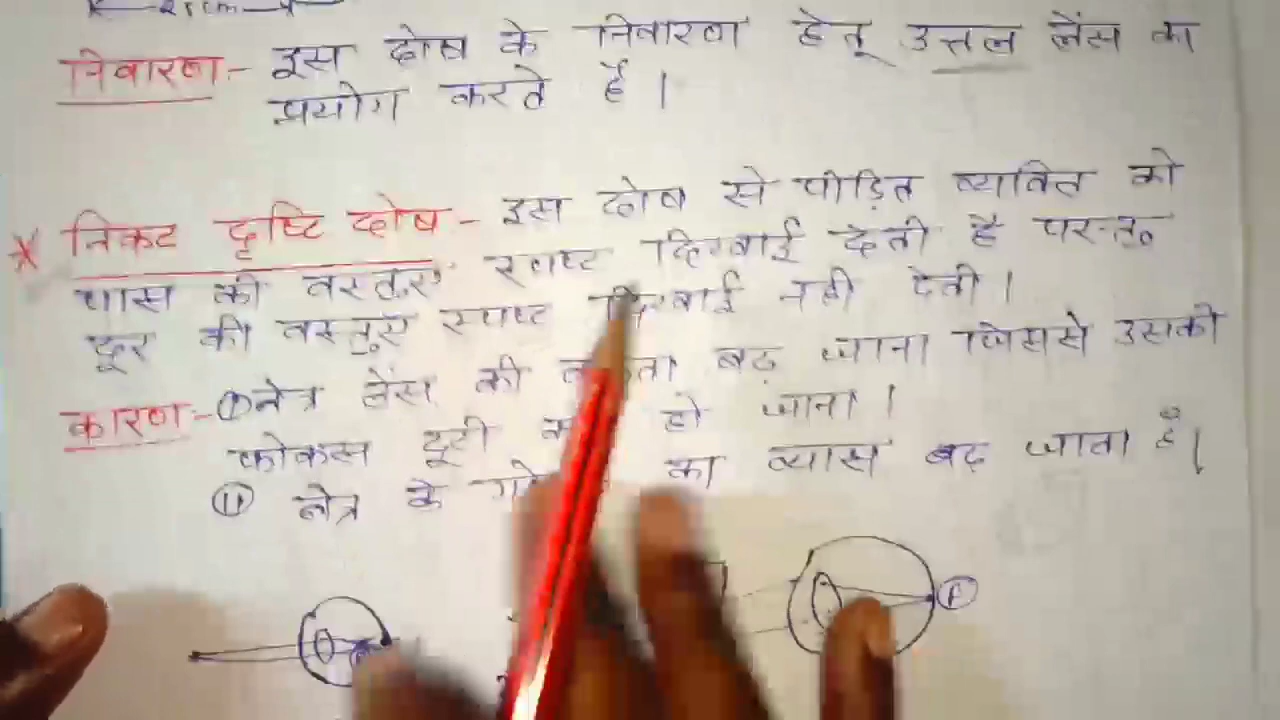 25cm
निवारण:- इस दोष के निवारण हेतू उत्तल लेंस का
प्रयोग करते हैं।
* निकट दृष्टि दोष - इस दोष से पीड़ित व्यक्ति को
पास की वस्तुए स्पष्ट दिखाई देती है परन्तु
दूर की वस्तुए स्पष्ट दिखाई नही देती।
कारण:- (I) नेत्र लेंस की बढ़ जाना जिससे उसकी
फोकस दूरी हो जाना।
(II) नेत्र के का व्यास बढ़ जाता है।
F